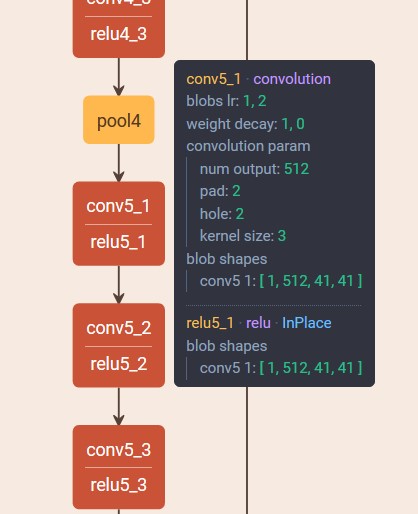 conv4_3
relu4_3
pool4
conv5_1
relu5_1
conv5_2
relu5_2
conv5_3
relu5_3
conv5_1 · convolution
blobs lr: 1, 2
weight decay: 1, 0
convolution param
num output: 512
pad: 2
hole: 2
kernel size: 3
blob shapes
conv5 1: [ 1, 512, 41, 41 ]
relu5_1 · relu · InPlace
blob shapes
conv5 1: [ 1, 512, 41, 41 ]